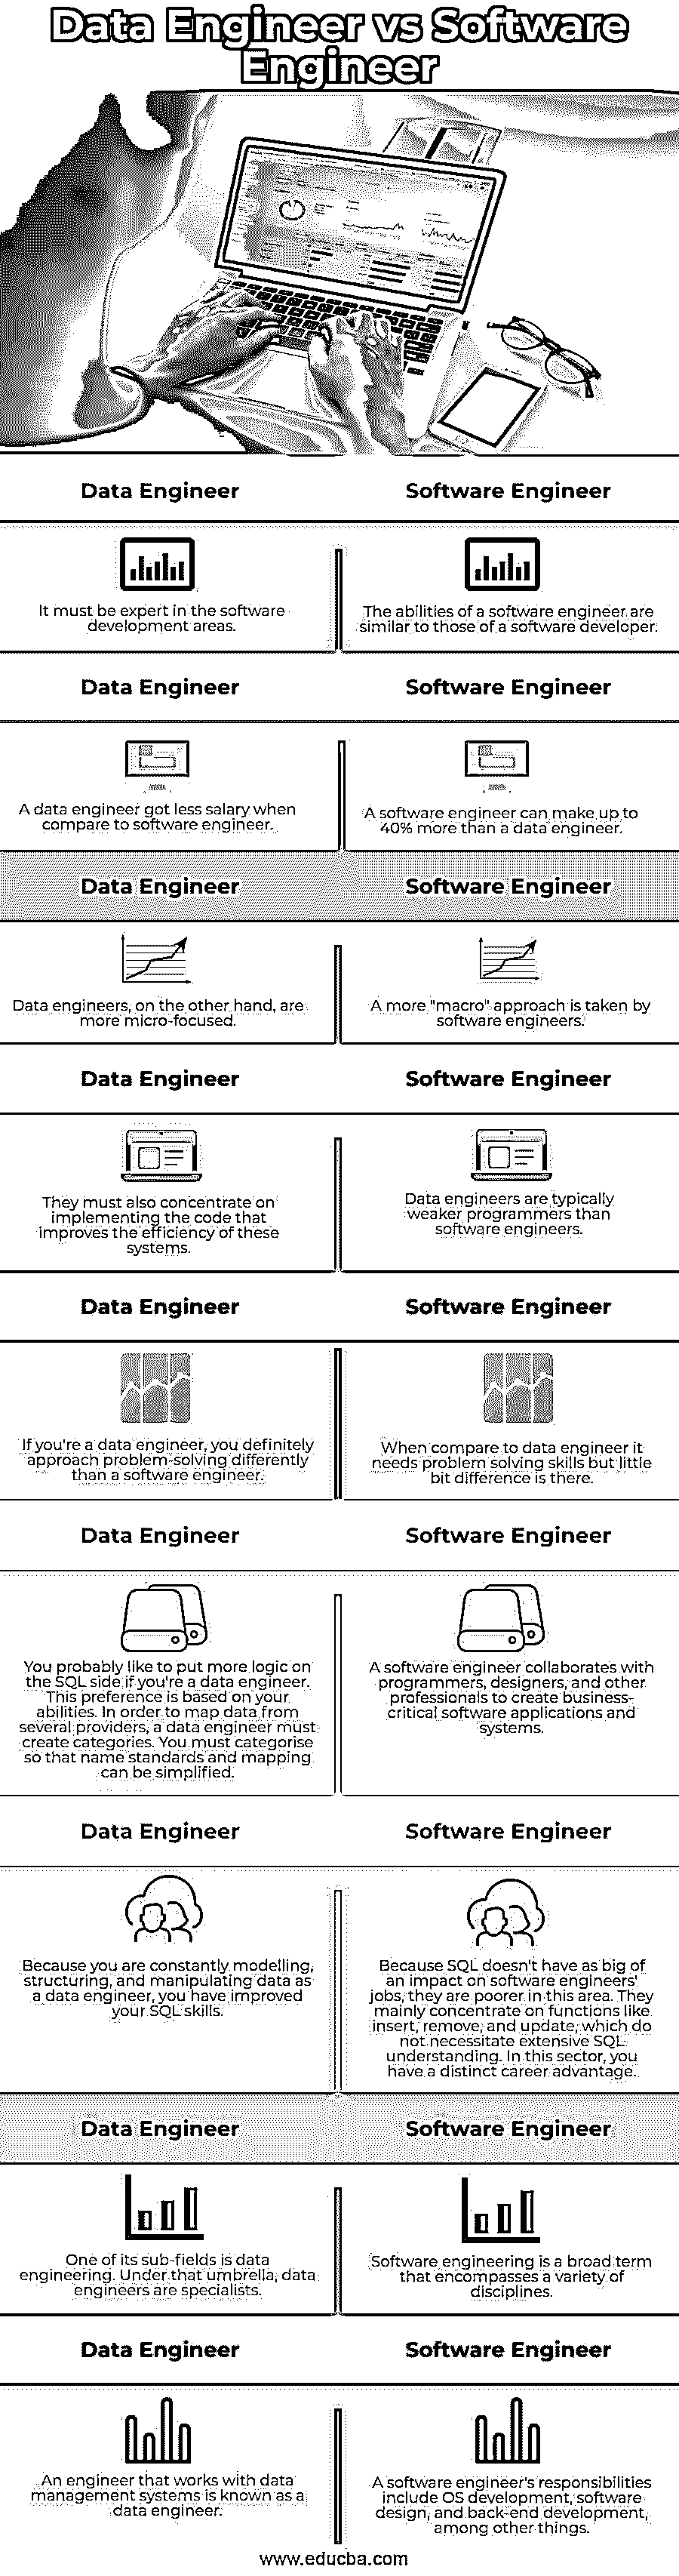 Data Engineer vs Software
Engineer
Data Engineer
Software Engineer
It must be expert in the software
development areas.
The abilities of a software engineer are
similar to those of a software developer.
Data Engineer
Software Engineer
A data engineer got less salary when
compare to software engineer.
A software engineer can make up to
40% more than a data engineer.
Data Engineer
Software Engineer
Data engineers, on the other hand, are
more micro-focused.
A more "macro" approach is taken by
software engineers.
Data Engineer
Software Engineer
They must also concentrate on
implementing the code that
improves the efficiency of these
systems.
Data engineers are typically
weaker programmers than
software engineers.
Data Engineer
Software Engineer
If you're a data engineer, you definitely
approach problem-solving differently
than a software engineer.
When compare to data engineer it
needs problem solving skills but little
bit difference is there.
Data Engineer
Software Engineer
You probably like to put more logic on
the SQL side if you're a data engineer.
This preference is based on your
abilities. In order to map data from
several providers, a data engineer must
create categories. You must categorise
so that name standards and mapping
can be simplified.
A software engineer collaborates with
programmers, designers, and other
professionals to create business-
critical software applications and
systems.
Data Engineer
Software Engineer
Because you are constantly modelling,
structuring, and manipulating data as
a data engineer, you have improved
your SQL skills.
Because SQL doesn't have as big of
an impact on software engineers'
jobs, they are poorer in this area. They
mainly concentrate on functions like
insert, remove, and update, which do
not necessitate extensive SQL
understanding. In this sector, you
have a distinct career advantage.
Data Engineer
Software Engineer
One of its sub-fields is data
engineering. Under that umbrella, data
engineers are specialists.
Software engineering is a broad term
that encompasses a variety of
disciplines.
Data Engineer
Software Engineer
An engineer that works with data
management systems is known as a
data engineer.
A software engineer's responsibilities
include OS development, software
design, and back-end development,
among other things.
www.educba.com